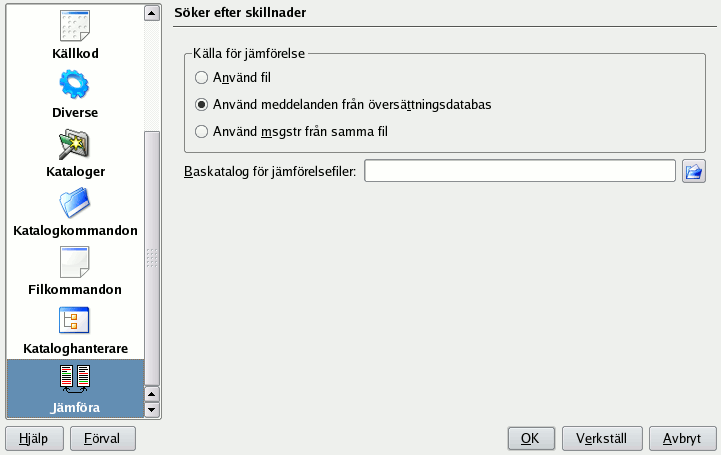 Källkod
Diverse
Kataloger
Katalogkommandon
Filkommandon
Kataloghanterare
Jämföra
Söker efter skillnader
Källa för jämförelse
Använd fil
Använd meddelanden från översättningsdatabas
Använd msgstr från samma fil
Baskatalog för jämförelsefiler:
Hjälp
Förval
OK
Verkställ
Avbryt